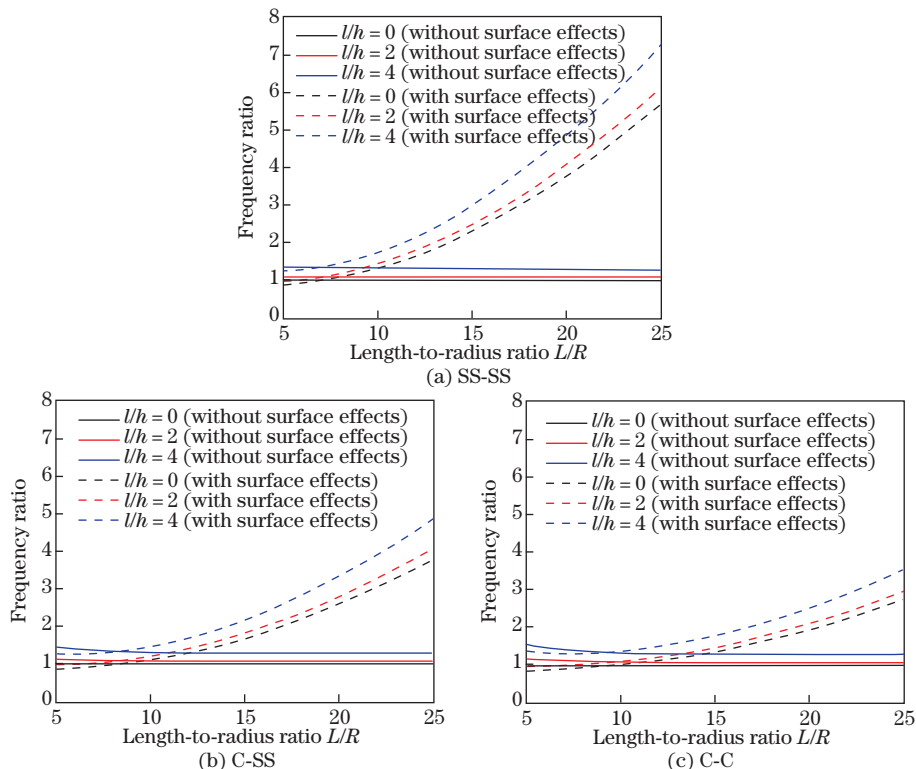 8
7
6
5
4
3
2
1
0
Frequency ratio
l/h = 0 (without surface effects)
l/h = 2 (without surface effects)
l/h = 4 (without surface effects)
l/h = 0 (with surface effects)
l/h = 2 (with surface effects)
l/h = 4 (with surface effects)
5 10 15 20 25
Length-to-radius ratio L/R
(a) SS-SS
8
7
6
5
4
3
2
1
0
Frequency ratio
l/h = 0 (without surface effects)
l/h = 2 (without surface effects)
l/h = 4 (without surface effects)
l/h = 0 (with surface effects)
l/h = 2 (with surface effects)
l/h = 4 (with surface effects)
5 10 15 20 25
Length-to-radius ratio L/R
(b) C-SS
8
7
6
5
4
3
2
1
0
Frequency ratio
l/h = 0 (without surface effects)
l/h = 2 (without surface effects)
l/h = 4 (without surface effects)
l/h = 0 (with surface effects)
l/h = 2 (with surface effects)
l/h = 4 (with surface effects)
5 10 15 20 25
Length-to-radius ratio L/R
(c) C-C